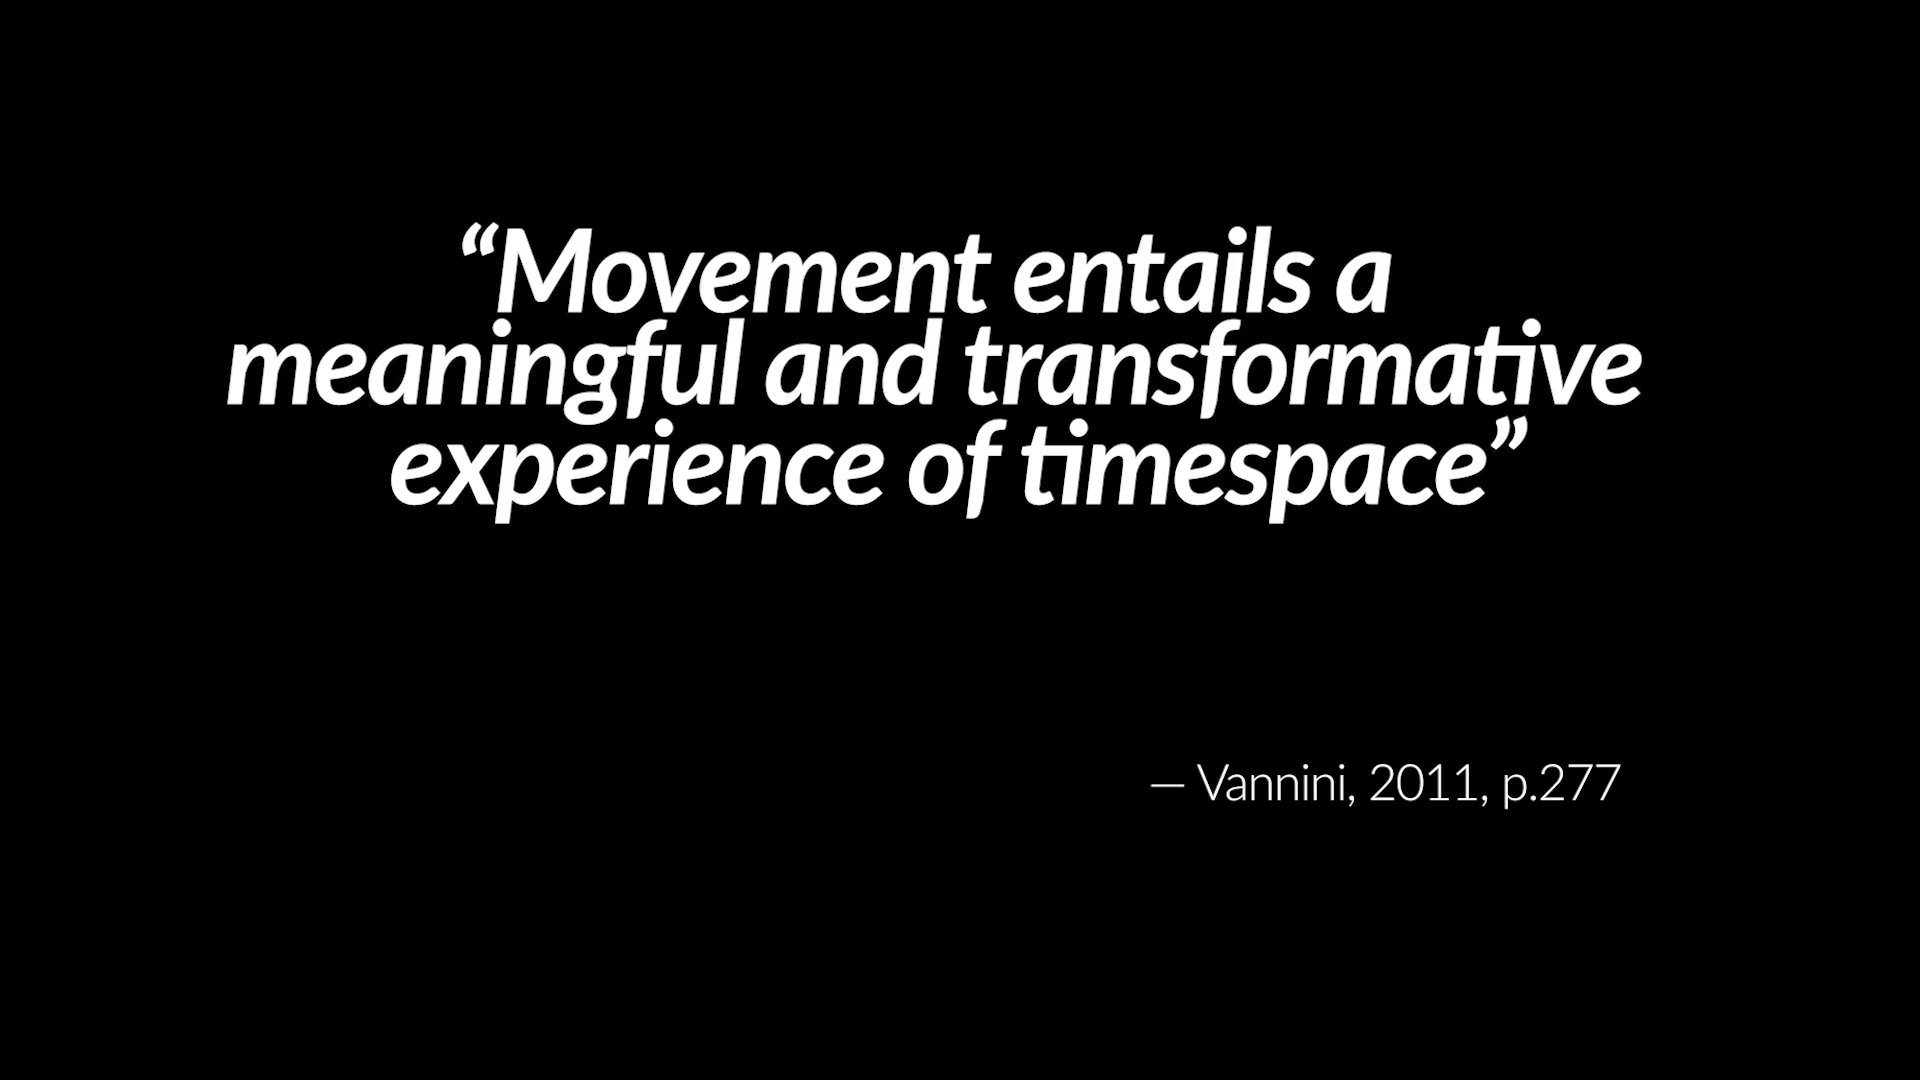 “Movement entails a
meaningful and transformative
experience of timespace”
— Vannini, 2011, p.277